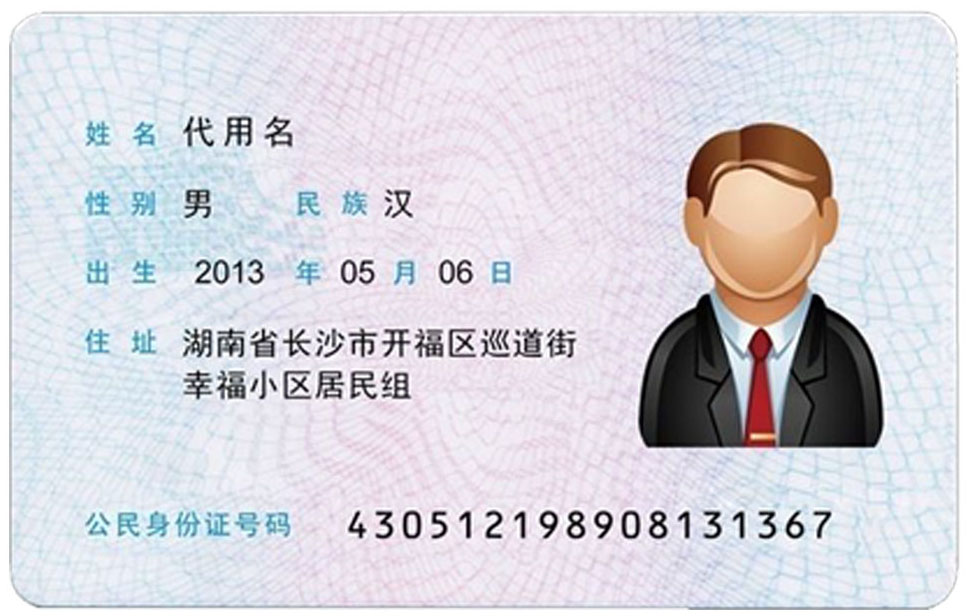 姓名 代用名
性别 男 民族 汉
出生 2013 年 05 月 06 日
住址 湖南省长沙市开福区巡道街
幸福小区居民组
公民身份证号码 430512198908131367